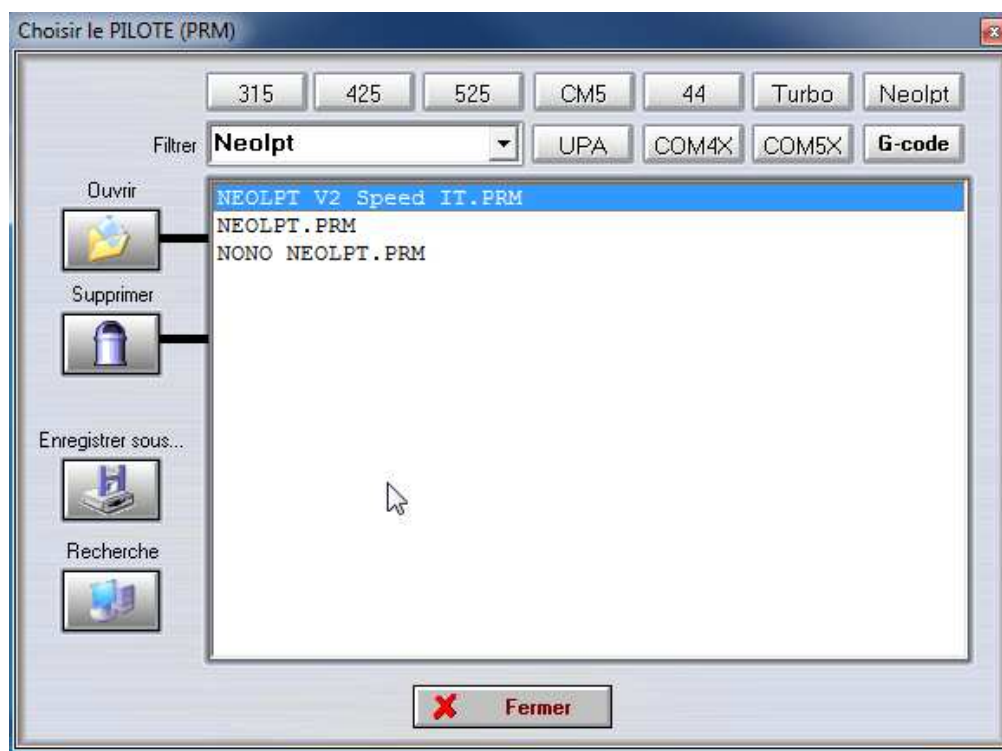 Choisir le PILOTE (PRM)
315 425 525 CM5 44 Turbo Neolpt
Filtrer Neolpt UPA COM4X COM5X G-code
Ouvrir
NEOLPT V2 Speed IT.PRM
NEOLPT.PRM
NONO NEOLPT.PRM
Supprimer
Enregistrer sous...
Recherche
Fermer